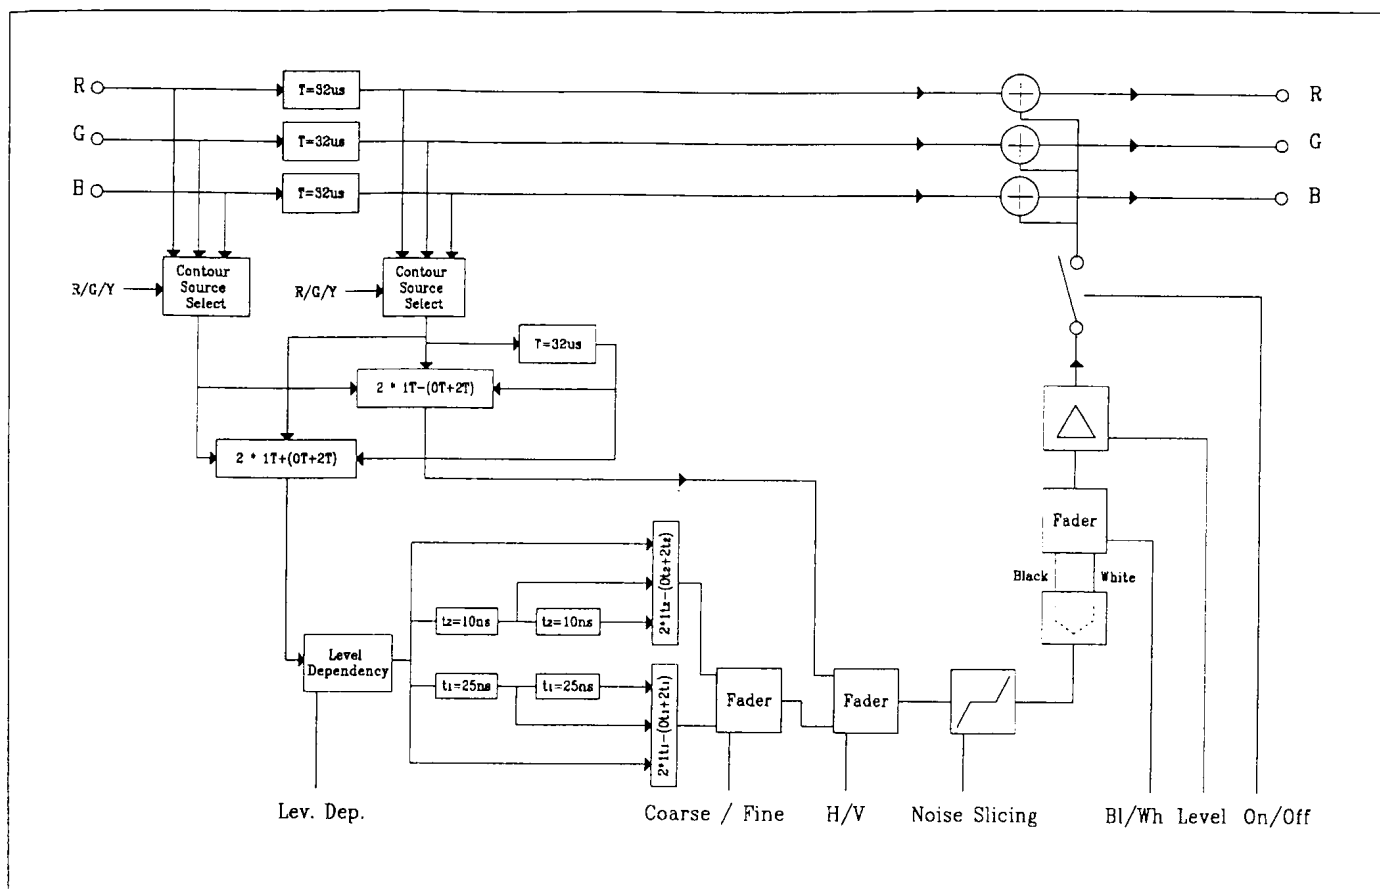 R T=32us R
G T=32us G
B T=32us B
R/G/Y
Contour
Source
Select
R/G/Y
Contour
Source
Select
T=32us
2 * 1T-(0T+2T)
2 * 1T+(0T+2T)
Level
Dependency
t2=10ns t2=10ns
2*1t2-(0t2+2t2)
t1=25ns t1=25ns
2*1t1-(0t1+2t1)
Fader
Fader
Fader
Black White
Lev. Dep. Coarse / Fine H/V Noise Slicing Bl/Wh Level On/Off